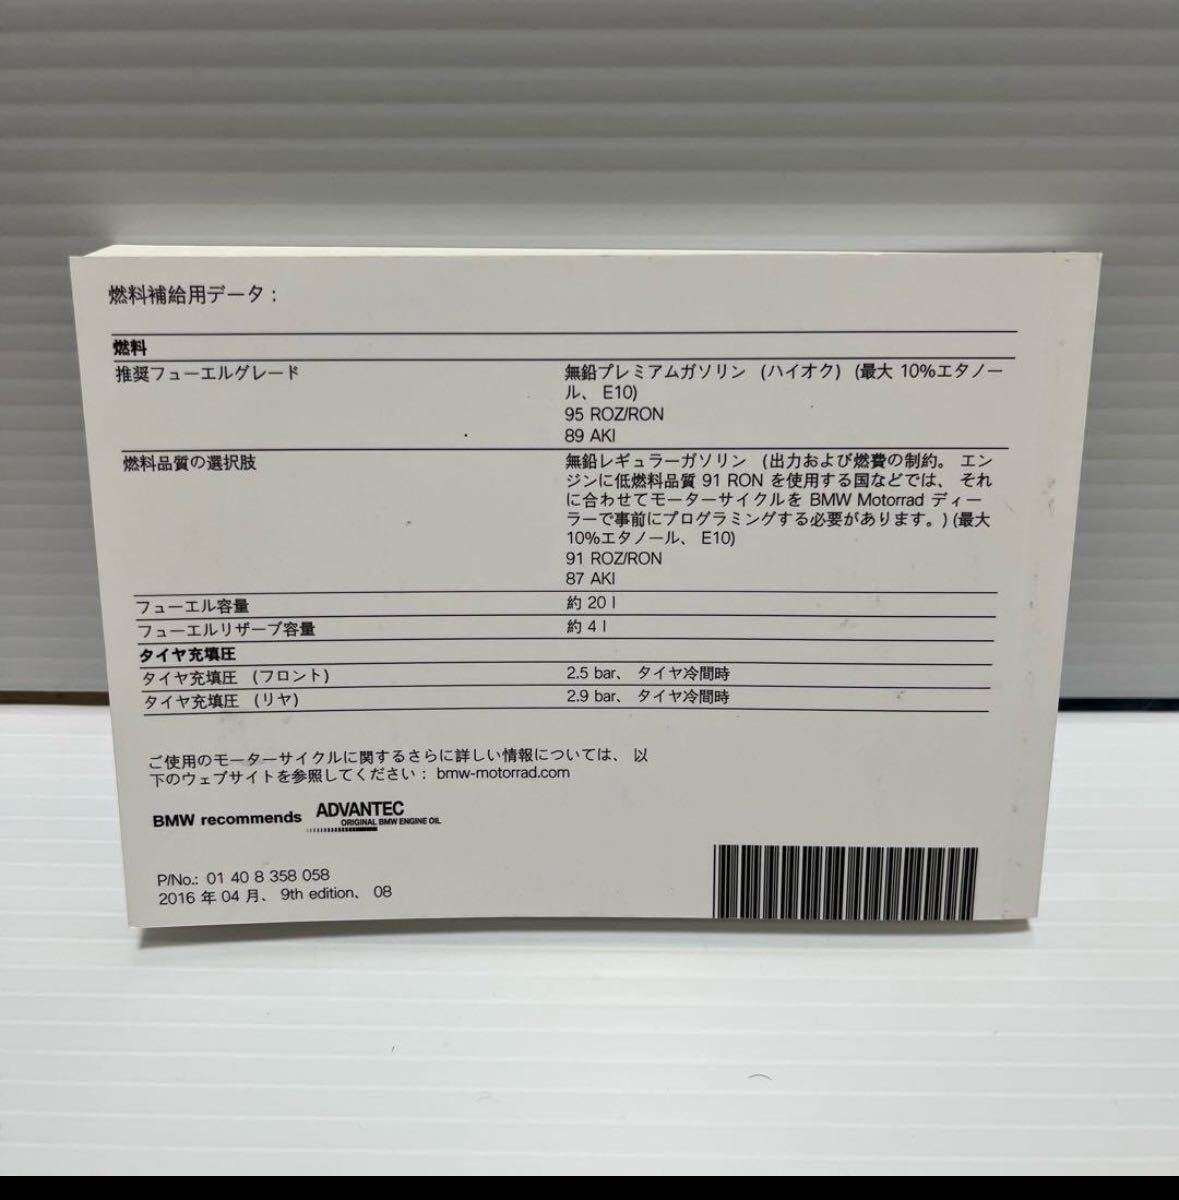 燃料補給用データ :
燃料
推奨フューエルグレード
無鉛プレミアムガソリン (ハイオク) (最大 10%エタノー
ル、 E10)
95 ROZ/RON
89 AKI
燃料品質の選択肢
無鉛レギュラーガソリン (出力および燃費の制約。 エン
ジンに低燃料品質 91 RON を使用する国などでは、 それ
に合わせてモーターサイクルを BMW Motorrad ディー
ラーで事前にプログラミングする必要があります。) (最大
10%エタノール、 E10)
91 ROZ/RON
87 AKI
フューエル容量
約 20 l
フューエルリザーブ容量
約 4 l
タイヤ充填圧
タイヤ充填圧 (フロント)
2.5 bar、 タイヤ冷間時
タイヤ充填圧 (リヤ)
2.9 bar、 タイヤ冷間時
ご使用のモーターサイクルに関するさらに詳しい情報については、 以
下のウェブサイトを参照してください : bmw-motorrad.com
BMW recommends
ADVANTEC
ORIGINAL BMW ENGINE OIL
P/No.: 01 40 8 358 058
2016 年 04 月、 9th edition、 08